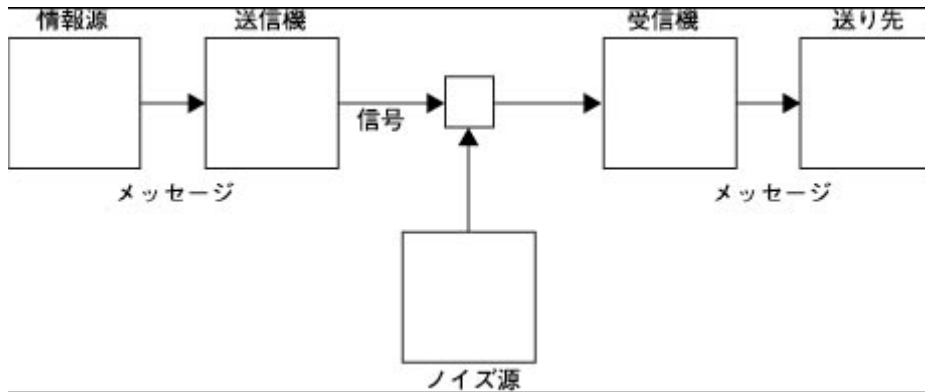 情報源
送信機
受信機
送り先
信号
メッセージ
メッセージ
ノイズ源